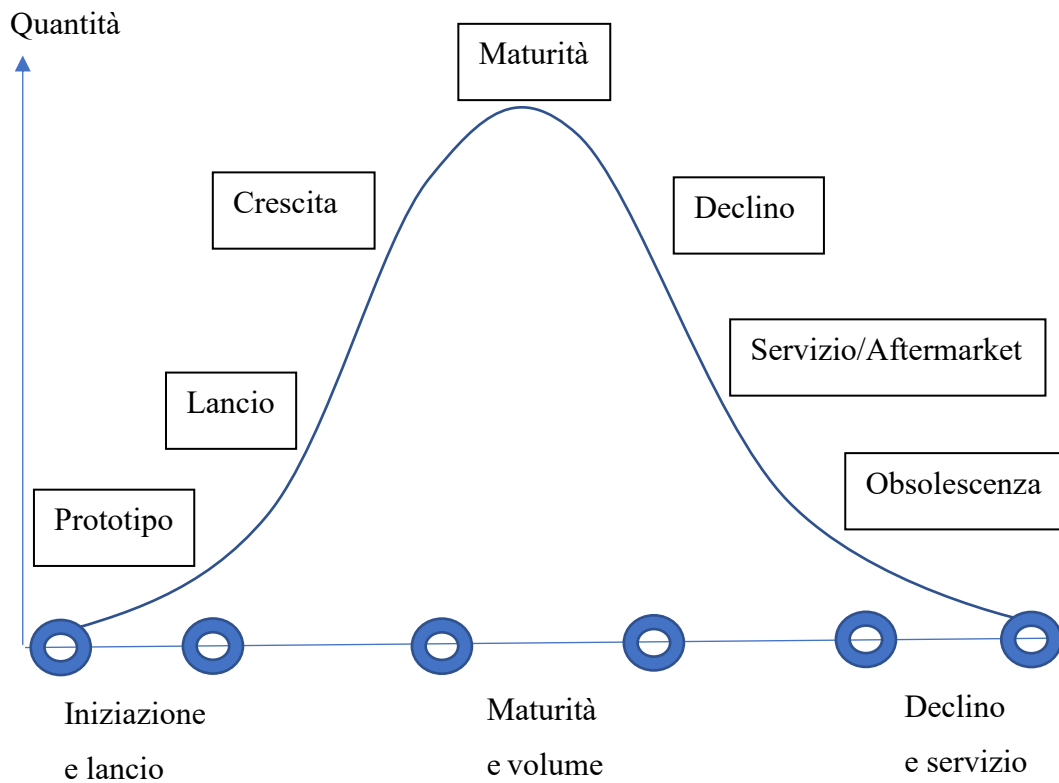 Quantità
Maturità
Crescita
Declino
Servizio/Aftermarket
Lancio
Obsolescenza
Prototipo
Iniziazione
e lancio
Maturità
e volume
Declino
e servizio